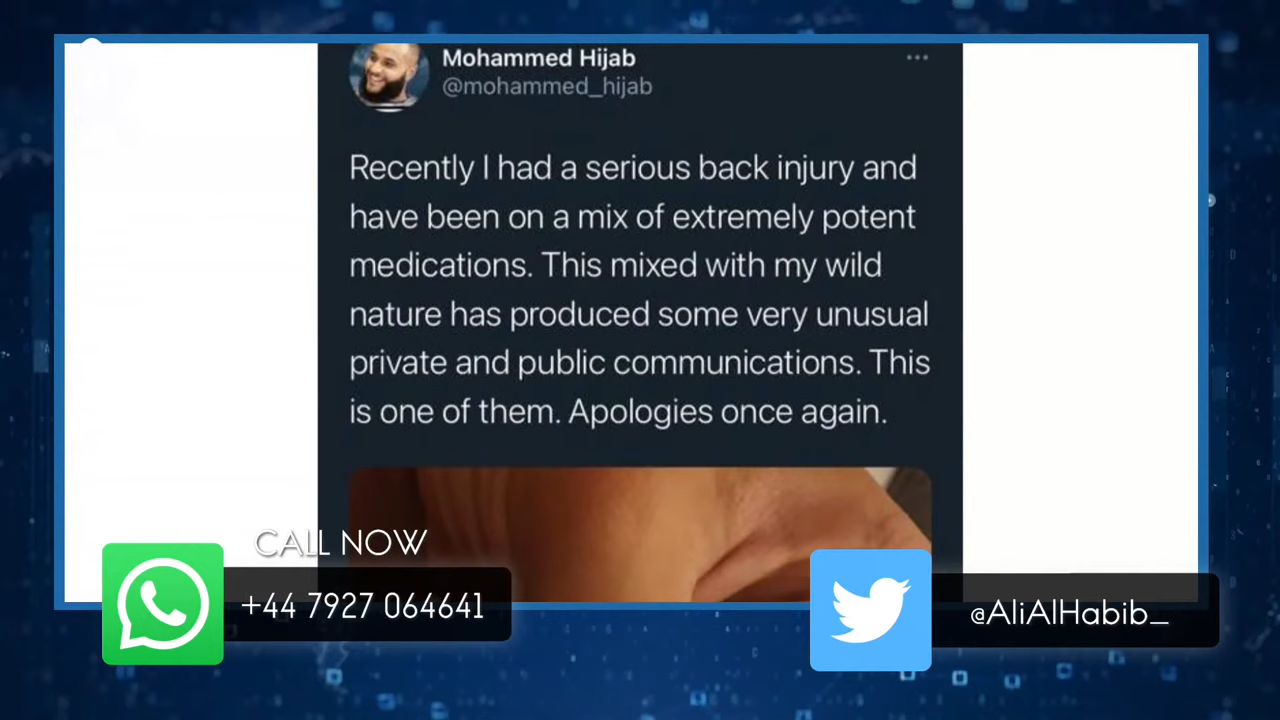 Mohammed Hijab
@mohammed_hijab
Recently I had a serious back injury and
have been on a mix of extremely potent
medications. This mixed with my wild
nature has produced some very unusual
private and public communications. This
is one of them. Apologies once again.
CALL NOW
+44 7927 064641
@AliAlHabib_